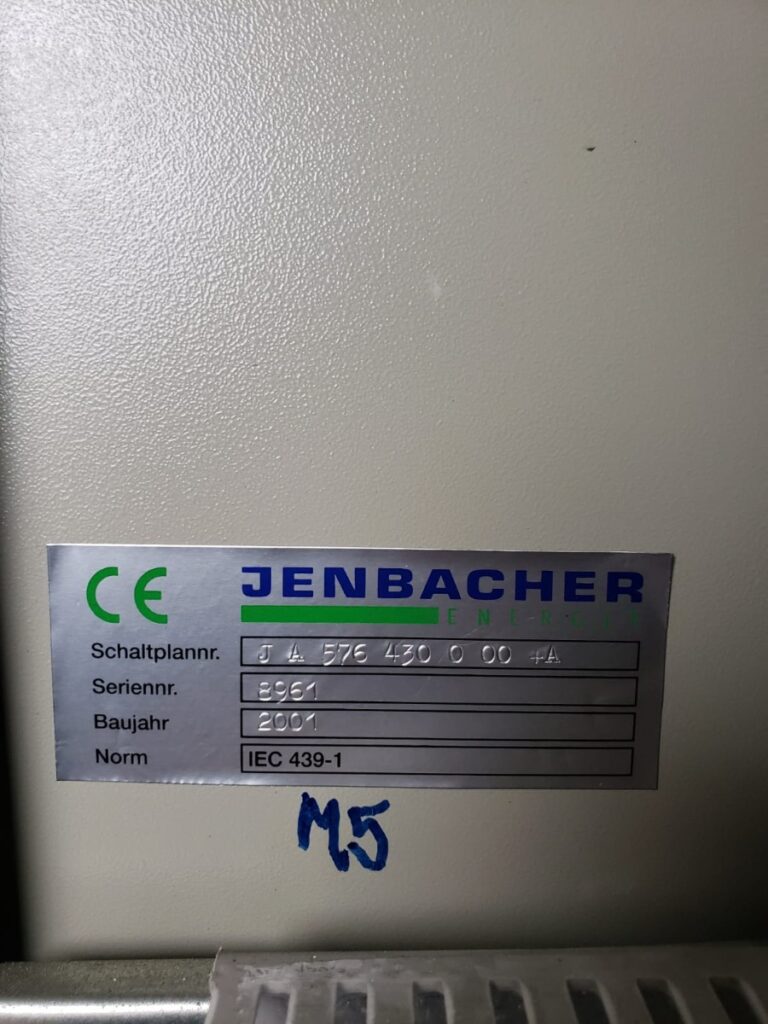 CE JENBACHER
ENERGIE
Schaltplannr. J A 576 430 0 00 +A
Seriennr. 8961
Baujahr 2001
Norm IEC 439-1
M5